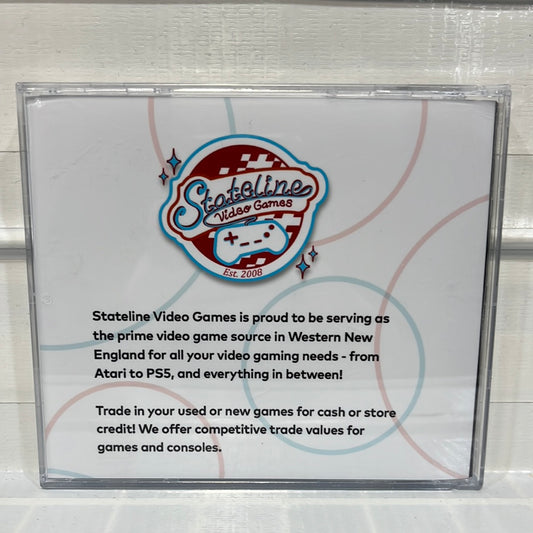 Stateline
Video Games
Est. 2008
Stateline Video Games is proud to be serving as
the prime video game source in Western New
England for all your video gaming needs - from
Atari to PS5, and everything in between!
Trade in your used or new games for cash or store
credit! We offer competitive trade values for
games and consoles.